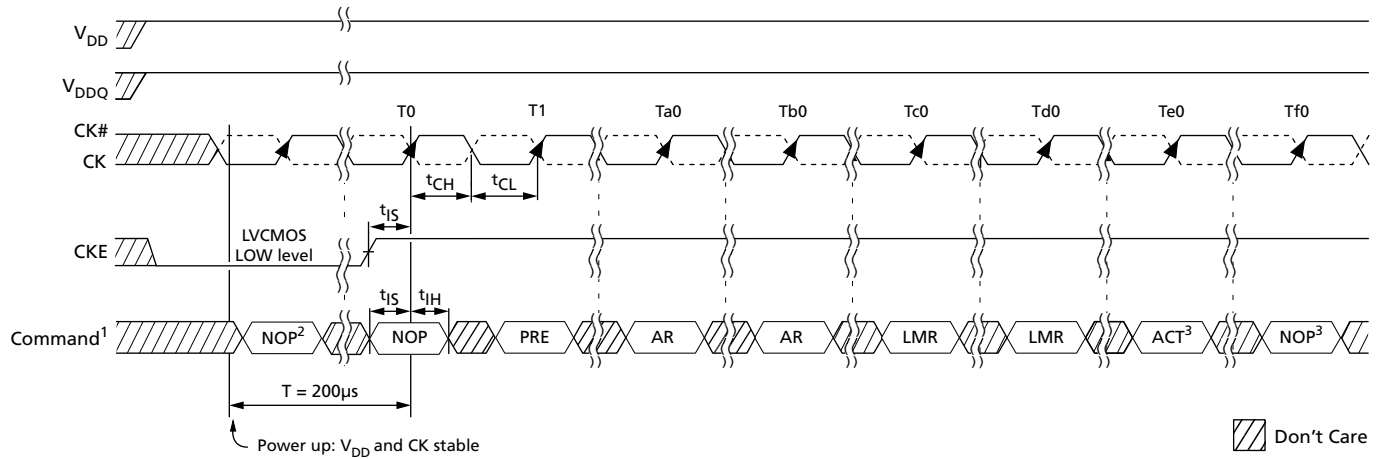 VDD
VDDQ
T0 T1 Ta0 Tb0 Tc0 Td0 Te0 Tf0
CK#
CK
tCH tCL
tIS
CKE
LVCMOS
LOW level
tIS tIH
Command1 NOP2 NOP PRE AR AR LMR LMR ACT3 NOP3
T = 200µs
Power up: VDD and CK stable
Don't Care